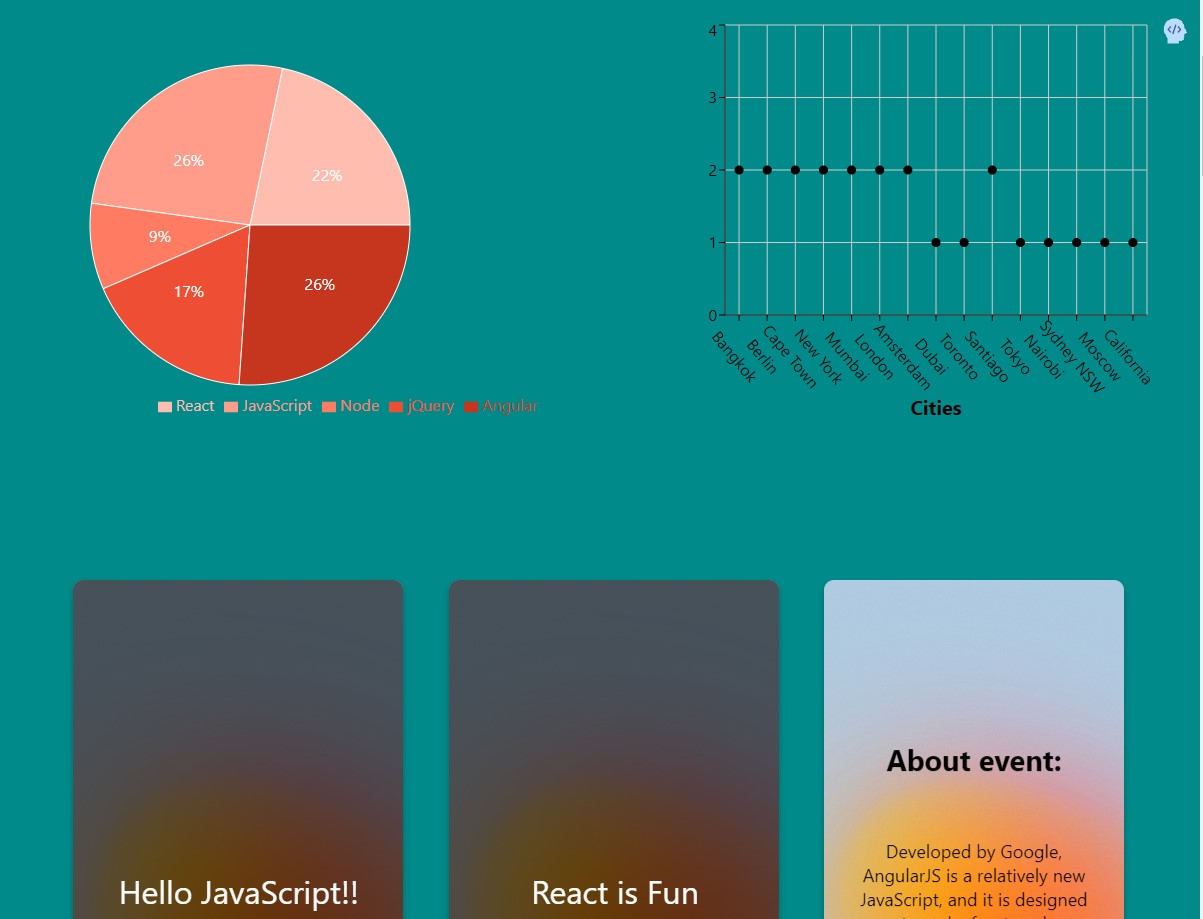 26%
22%
9%
17%
26%
React JavaScript Node jQuery Angular
4
3
2
1
0
Bangkok
Berlin
Cape Town
New York
Mumbai
London
Amsterdam
Dubai
Toronto
Santiago
Tokyo
Nairobi
Sydney NSW
Moscow
California
Cities
</>
Hello JavaScript!!
React is Fun
About event:
Developed by Google,
AngularJS is a relatively new
JavaScript, and it is designed